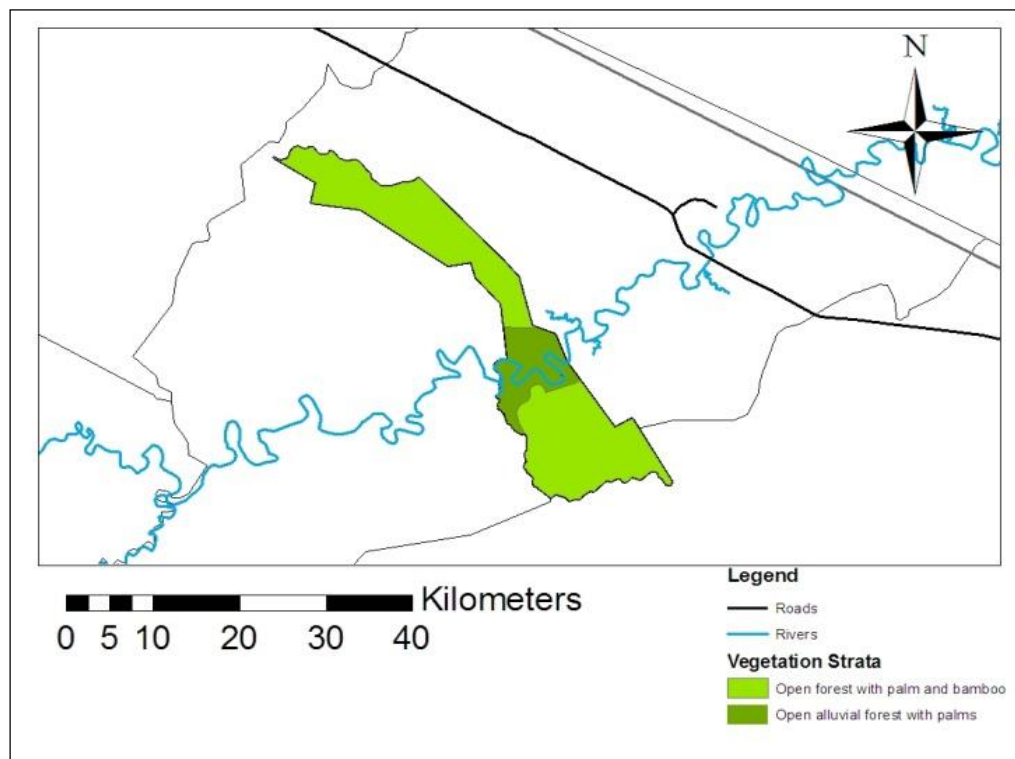 N
Kilometers
0 5 10 20 30 40
Legend
Roads
Rivers
Vegetation Strata
Open forest with palm and bamboo
Open alluvial forest with palms